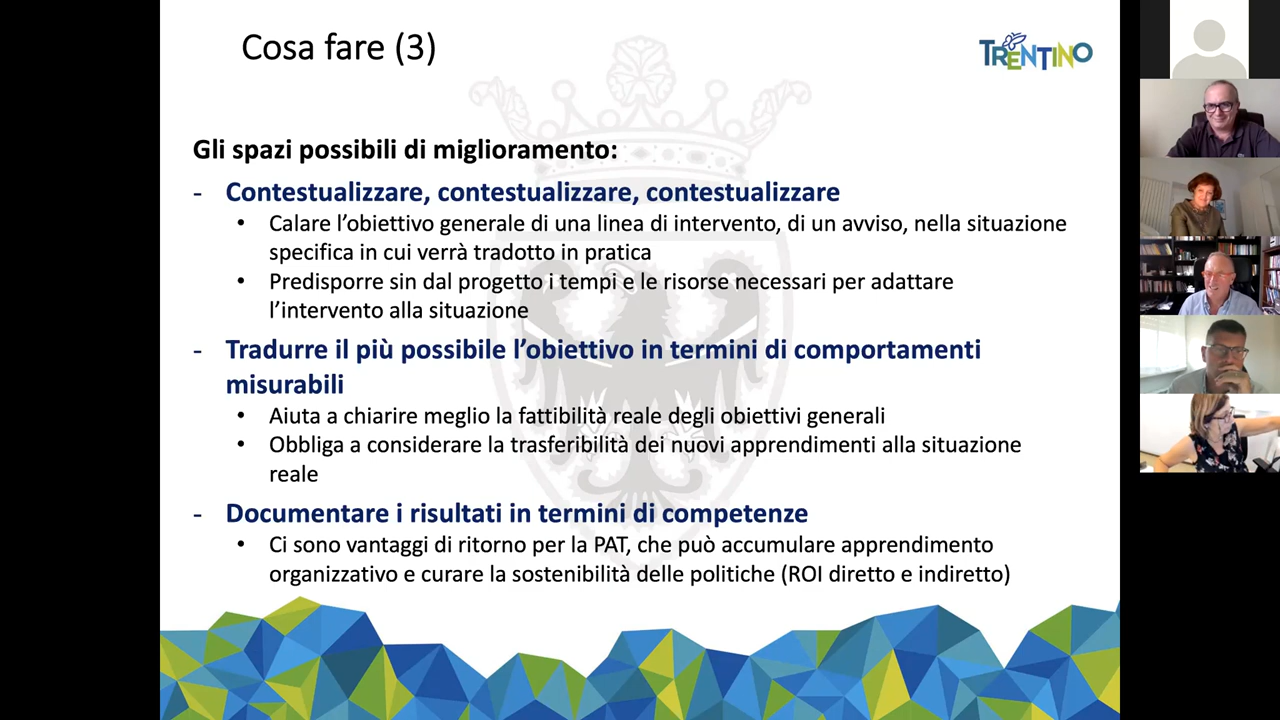 Cosa fare (3)
TRENTINO
Gli spazi possibili di miglioramento:
- Contestualizzare, contestualizzare, contestualizzare
• Calare l’obiettivo generale di una linea di intervento, di un avviso, nella situazione
specifica in cui verrà tradotto in pratica
• Predisporre sin dal progetto i tempi e le risorse necessari per adattare
l’intervento alla situazione
- Tradurre il più possibile l’obiettivo in termini di comportamenti
misurabili
• Aiuta a chiarire meglio la fattibilità reale degli obiettivi generali
• Obbliga a considerare la trasferibilità dei nuovi apprendimenti alla situazione
reale
- Documentare i risultati in termini di competenze
• Ci sono vantaggi di ritorno per la PAT, che può accumulare apprendimento
organizzativo e curare la sostenibilità delle politiche (ROI diretto e indiretto)